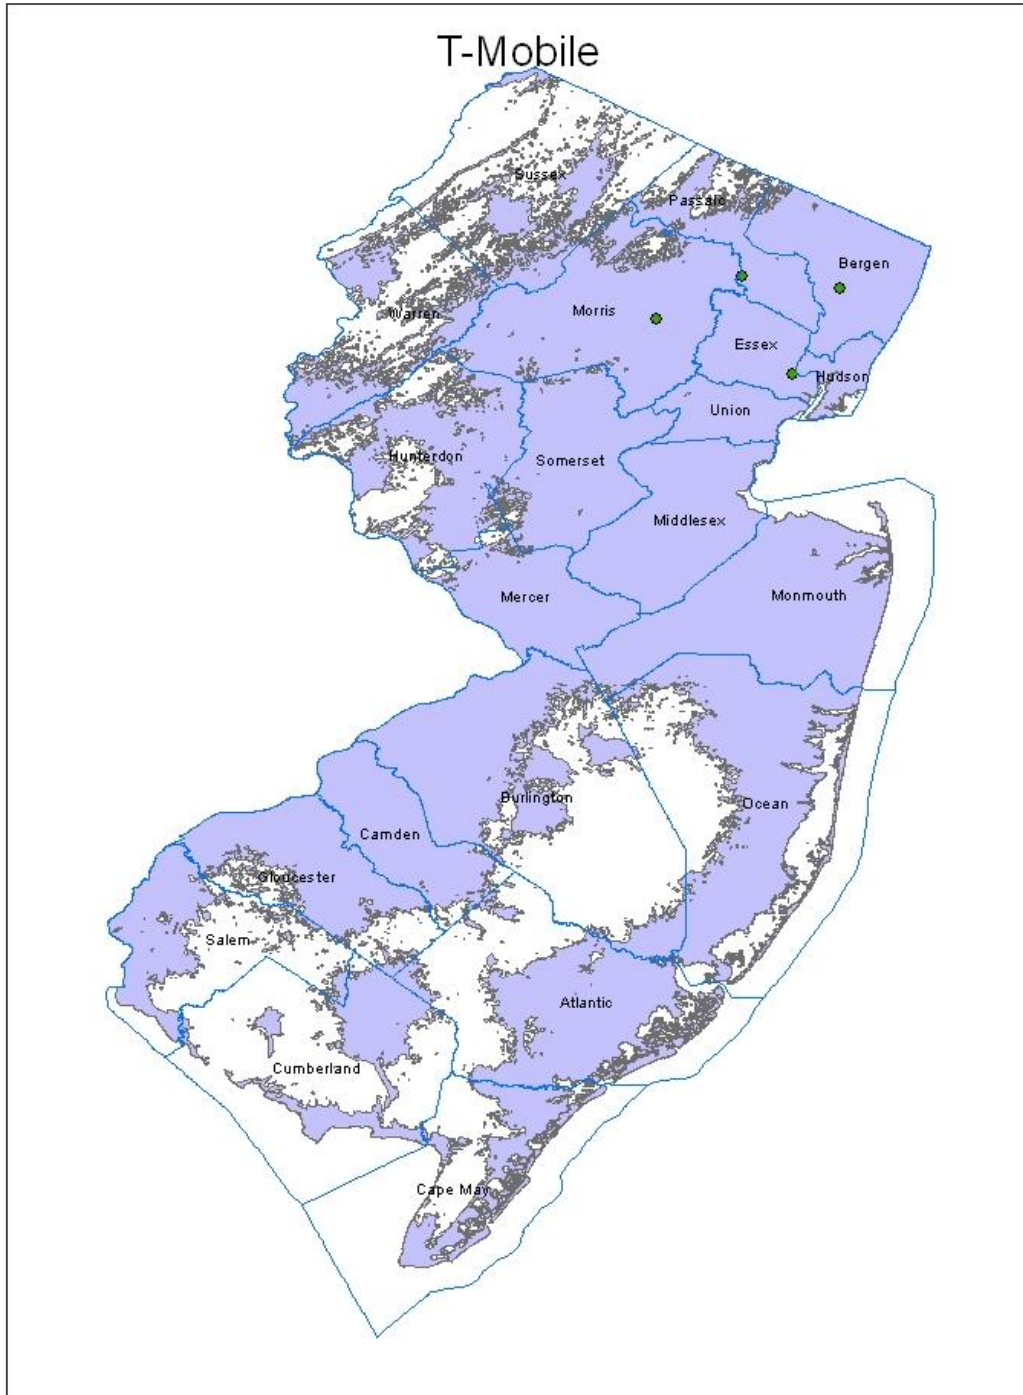 T-Mobile
Sussex
Passaic
Bergen
Morris
Warren
Essex
Hudson
Union
Hunterdon
Somerset
Middlesex
Mercer
Monmouth
Burlington
Ocean
Camden
Gloucester
Salem
Atlantic
Cumberland
Cape May